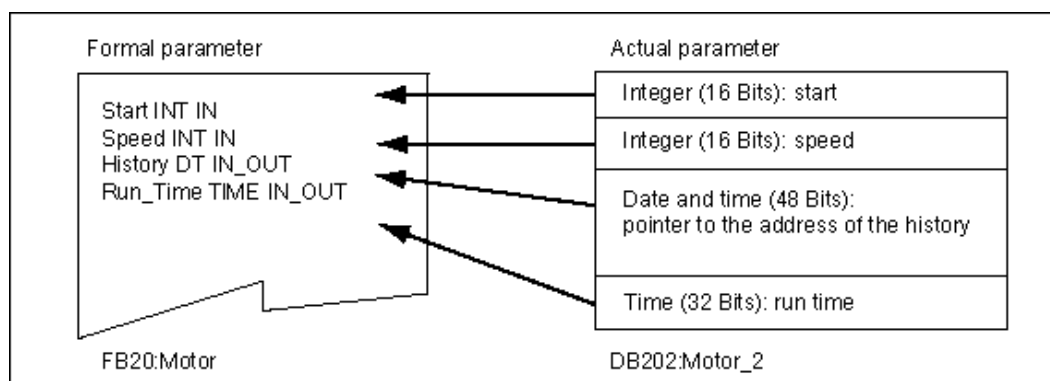 Formal parameter
Actual parameter
Start INT IN
Speed INT IN
History DT IN_OUT
Run_Time TIME IN_OUT
Integer (16 Bits): start
Integer (16 Bits): speed
Date and time (48 Bits):
pointer to the address of the history
Time (32 Bits): run time
FB20:Motor
DB202:Motor_2